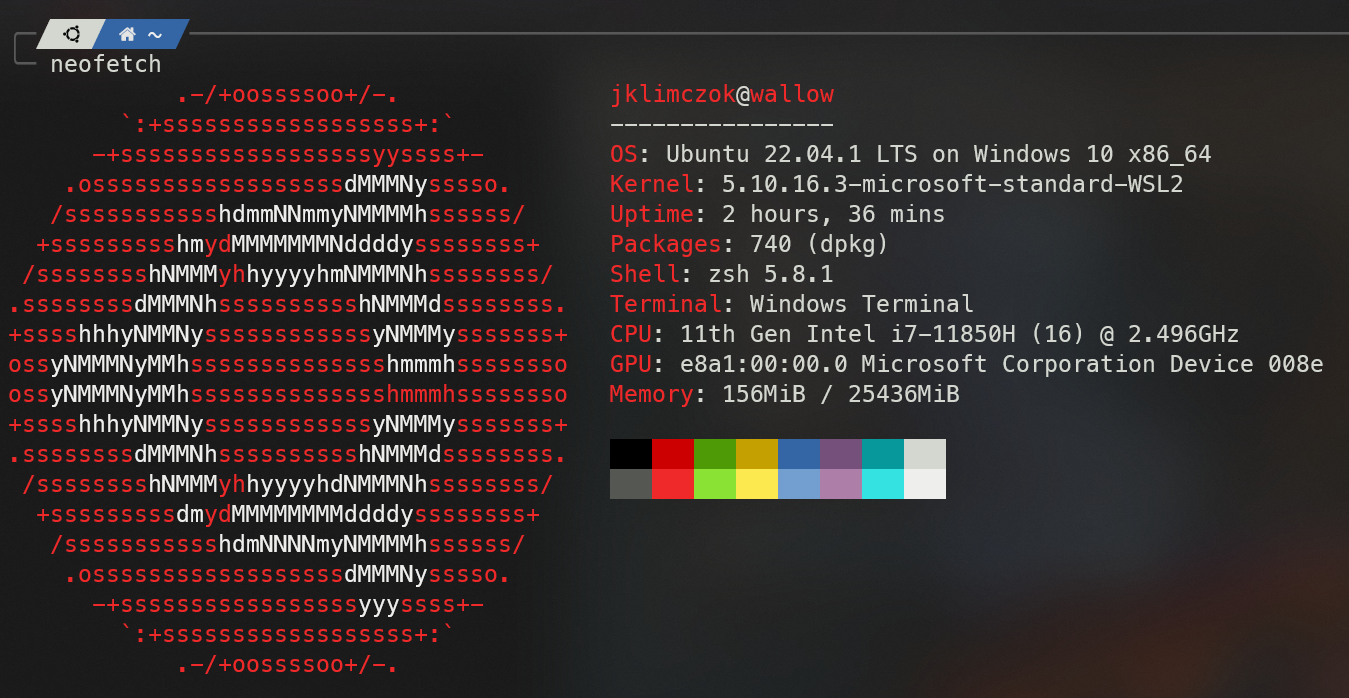 ~
neofetch
.-/+oossssoo+/-.
`:+ssssssssssssssssss+:`
-+ssssssssssssssssssyyssss+-
.ossssssssssssssssssdMMMNysssso.
/ssssssssssshdmmNNmmyNMMMMhssssss/
+ssssssssshmydMMMMMMMNddddyssssssss+
/sssssssshNMMMyhhyyyyhmNMMMNhssssssss/
.ssssssssdMMMNhsssssssssshNMMMdssssssss.
+sssshhhyNMMNyssssssssssssyNMMMysssssss+
ossyNMMMNyMMhsssssssssssssshmmmhssssssso
ossyNMMMNyMMhsssssssssssssshmmmhssssssso
+sssshhhyNMMNyssssssssssssyNMMMysssssss+
.ssssssssdMMMNhsssssssssshNMMMdssssssss.
/sssssssshNMMMyhhyyyyhdNMMMNhssssssss/
+sssssssssdmydMMMMMMMMddddyssssssss+
/ssssssssssshdmNNNNmyNMMMMhssssss/
.ossssssssssssssssssdMMMNysssso.
-+sssssssssssssssssyyyssss+-
`:+ssssssssssssssssss+:`
.-/+oossssoo+/-.
jklimczok@wallow
----------------
OS: Ubuntu 22.04.1 LTS on Windows 10 x86_64
Kernel: 5.10.16.3-microsoft-standard-WSL2
Uptime: 2 hours, 36 mins
Packages: 740 (dpkg)
Shell: zsh 5.8.1
Terminal: Windows Terminal
CPU: 11th Gen Intel i7-11850H (16) @ 2.496GHz
GPU: e8a1:00:00.0 Microsoft Corporation Device 008e
Memory: 156MiB / 25436MiB